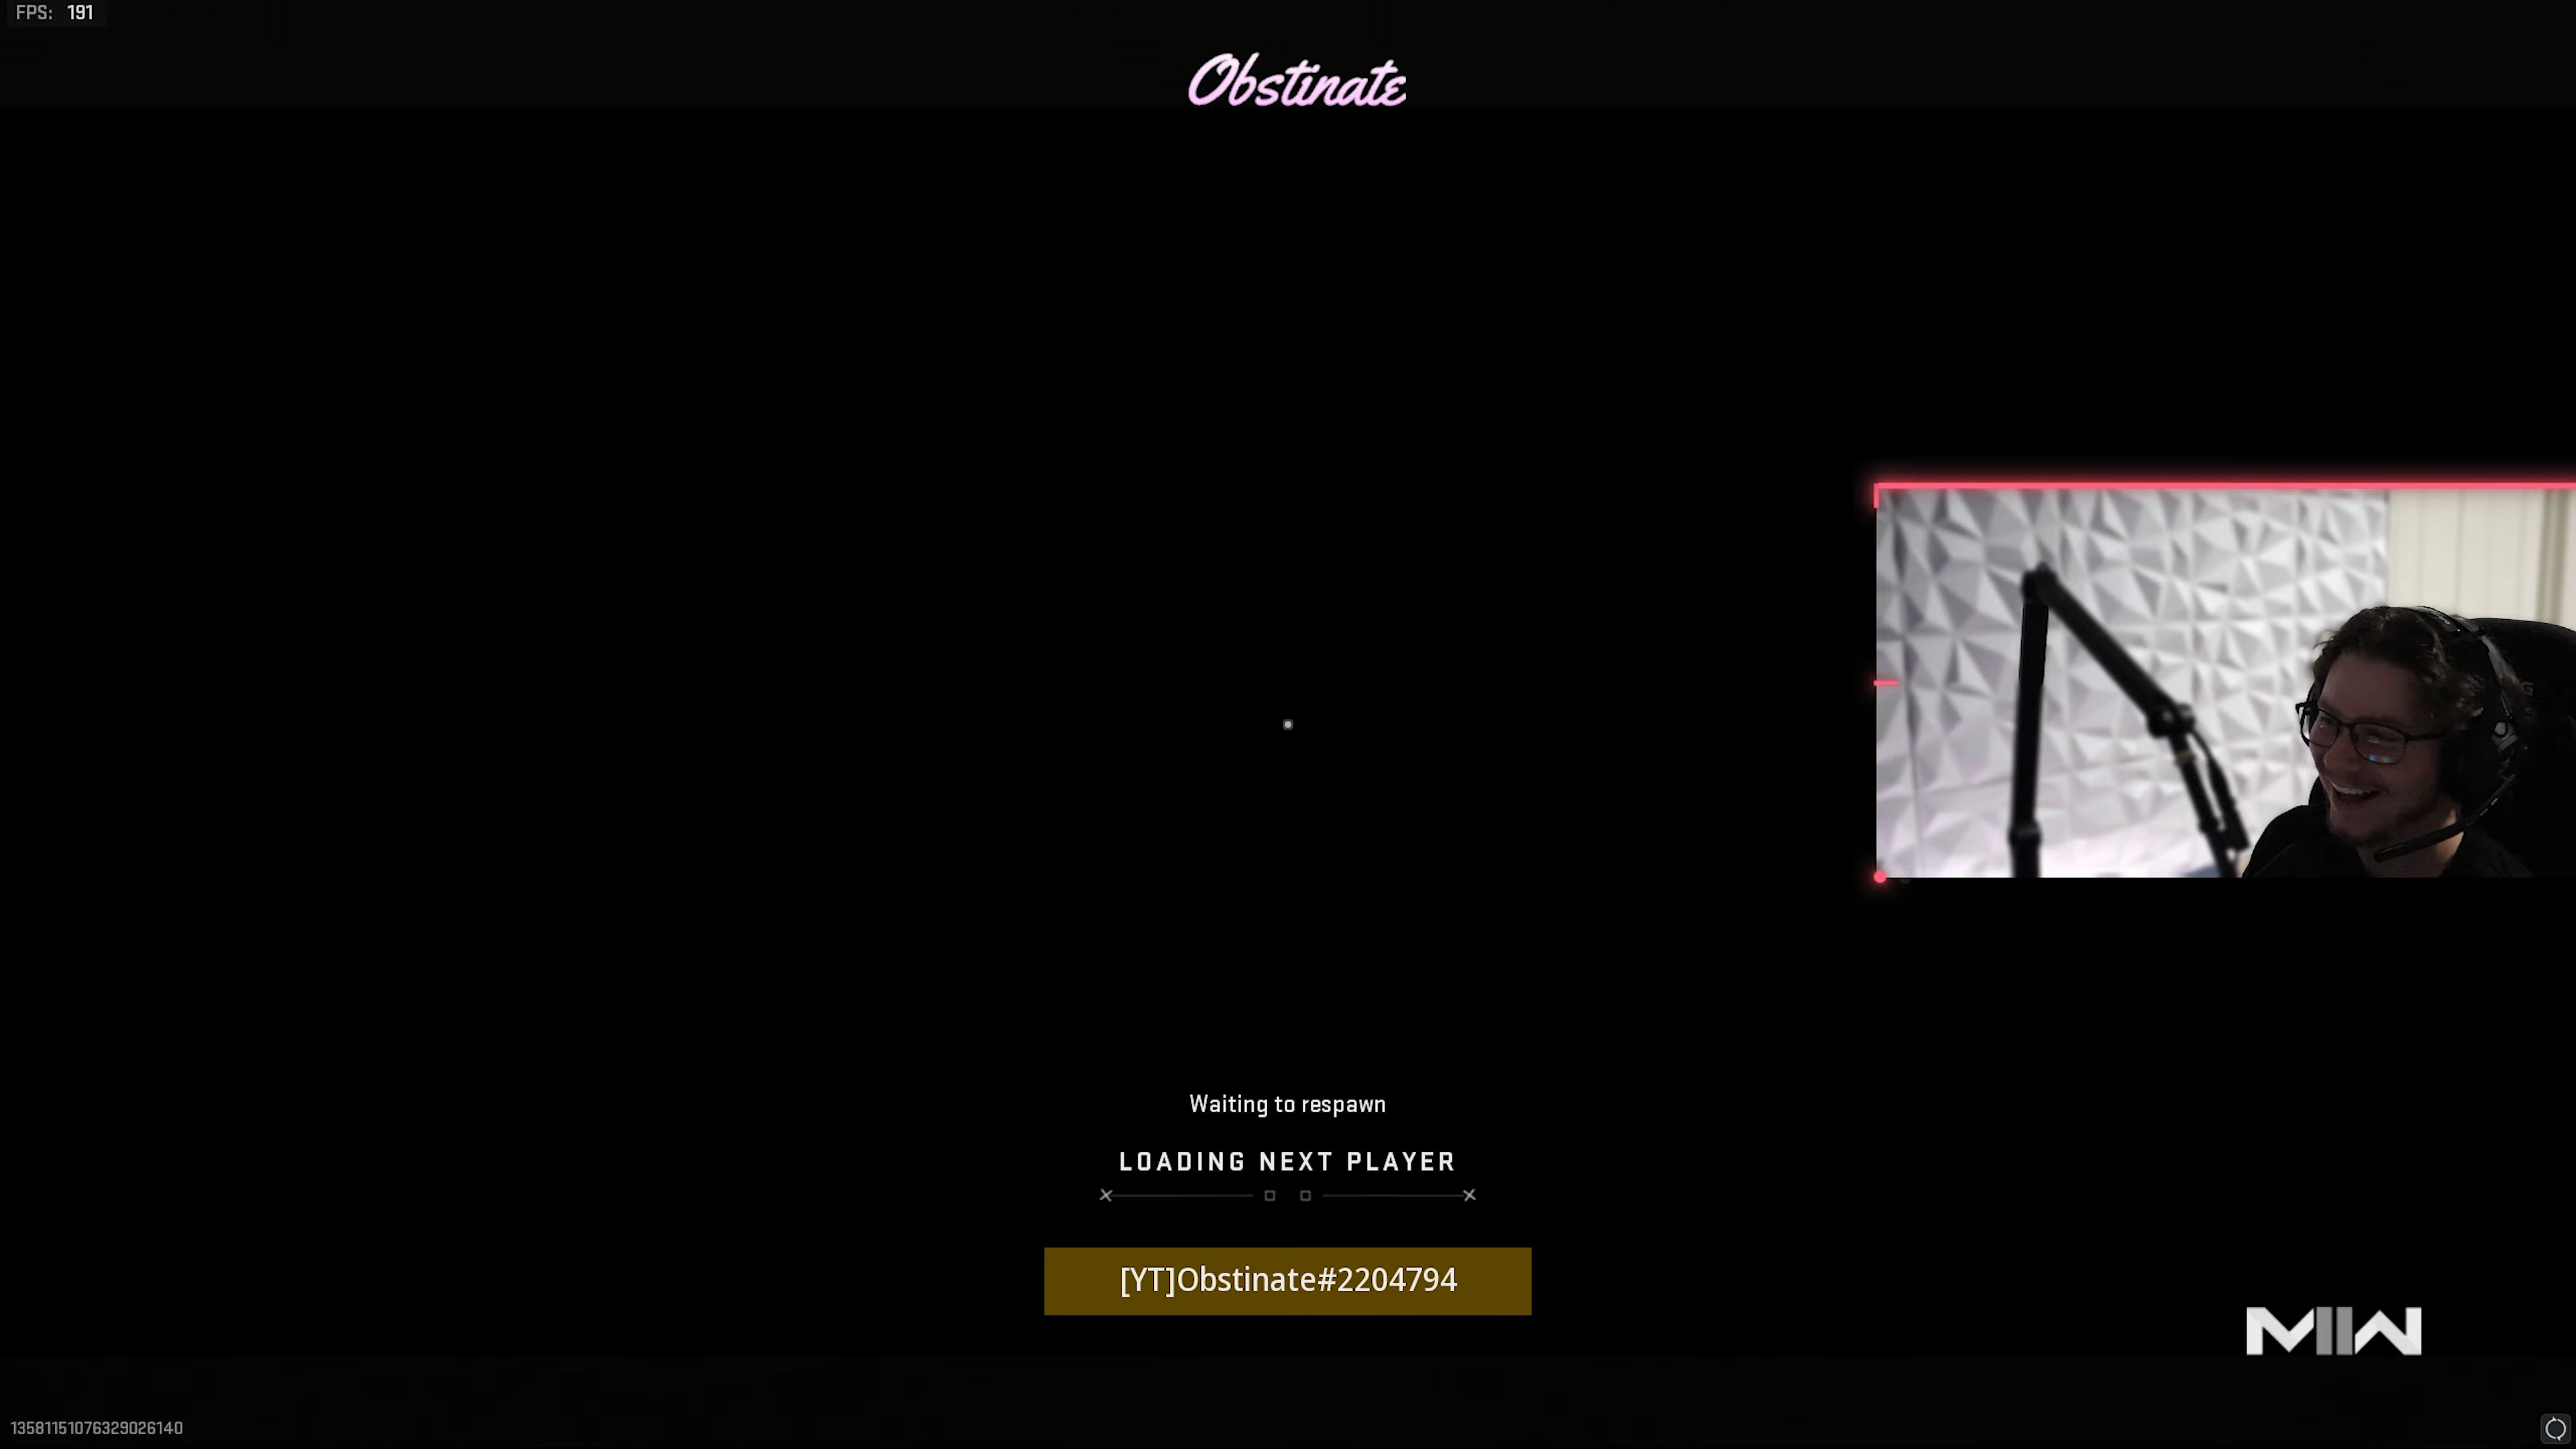 FPS: 191
Obstinate
Waiting to respawn
LOADING NEXT PLAYER
[YT]Obstinate#2204794
MIIW
13581151076329026140